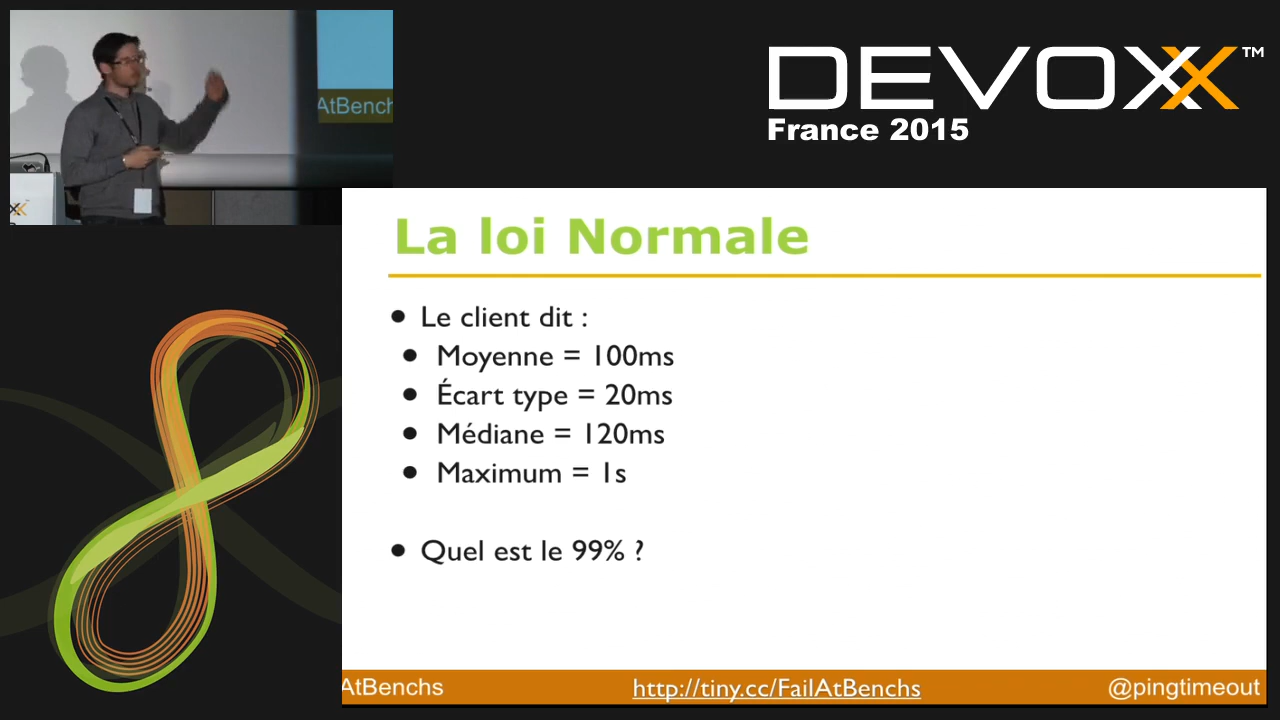 AtBench
DEVOXX™
France 2015
La loi Normale
• Le client dit :
• Moyenne = 100ms
• Écart type = 20ms
• Médiane = 120ms
• Maximum = 1s
• Quel est le 99% ?
AtBenchs
http://tiny.cc/FailAtBenchs
@pingtimeout